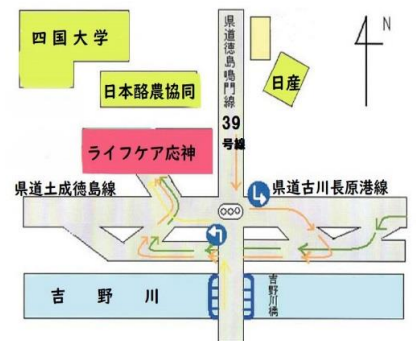 四国大学
県道徳島鳴門線
39
号線
N
日産
日本酪農協同
ライフケア応神
県道土成徳島線
県道古川長原港線
吉野川
吉野川橋